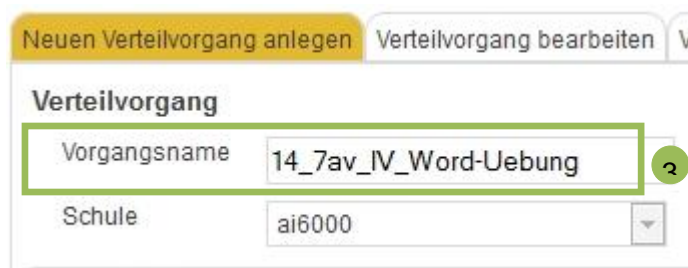 Neuen Verteilvorgang anlegen Verteilvorgang bearbeiten V
Verteilvorgang
Vorgangsname 14_7av_IV_Word-Uebung 3
Schule ai6000